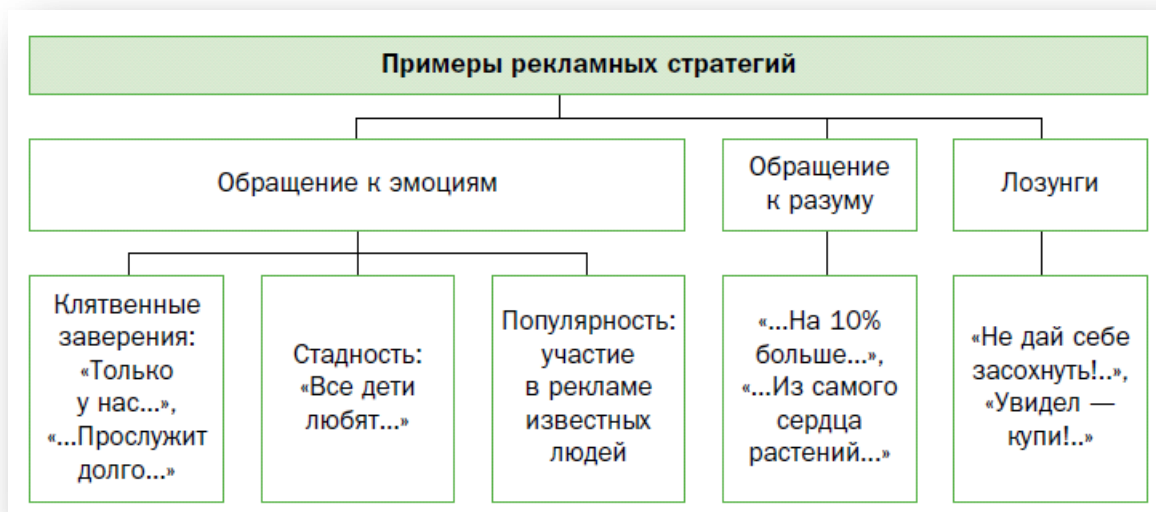 Примеры рекламных стратегий
Обращение к эмоциям
Обращение
к разуму
Лозунги
Клятвенные
заверения:
«Только
у нас...»,
«...Прослужит
долго...»
Стадность:
«Все дети
любят...»
Популярность:
участие
в рекламе
известных
людей
«...На 10%
больше...»,
«...Из самого
сердца
растений...»
«Не дай себе
засохнуть!..»,
«Увидел —
купи!..»